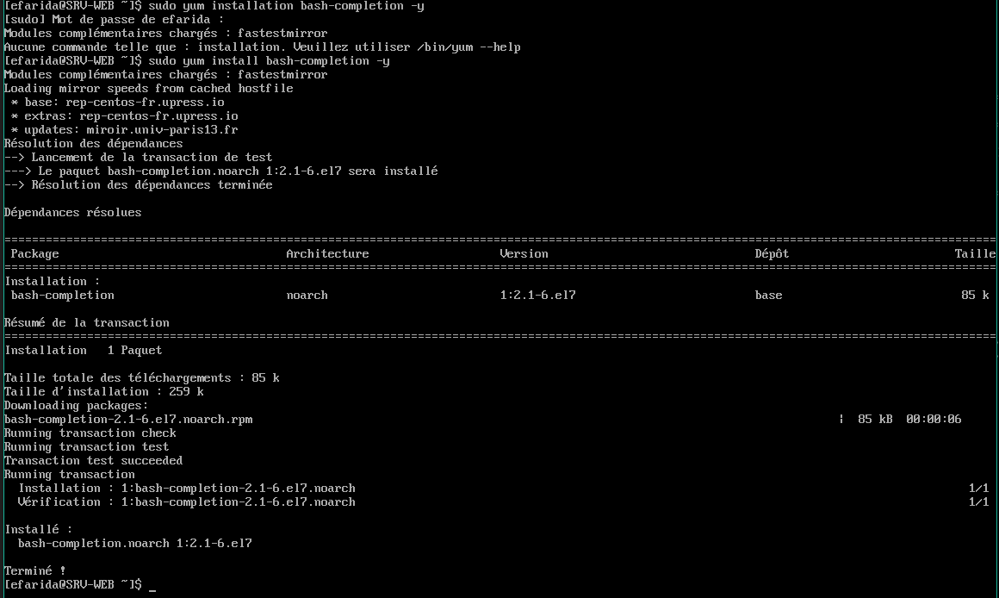 [efarida@SRV-WEB ~]$ sudo yum installation bash-completion -y
[sudo] Mot de passe de efarida :
Modules complémentaires chargés : fastestmirror
Aucune commande telle que : installation. Veuillez utiliser /bin/yum --help
[efarida@SRV-WEB ~]$ sudo yum install bash-completion -y
Modules complémentaires chargés : fastestmirror
Loading mirror speeds from cached hostfile
 * base: rep-centos-fr.upress.io
 * extras: rep-centos-fr.upress.io
 * updates: miroir.univ-paris13.fr
Résolution des dépendances
--> Lancement de la transaction de test
---> Le paquet bash-completion.noarch 1:2.1-6.el7 sera installé
--> Résolution des dépendances terminée
Dépendances résolues
Package Architecture Version Dépôt Taille
Installation :
 bash-completion noarch 1:2.1-6.el7 base 85 k
Résumé de la transaction
Installation   1 Paquet
Taille totale des téléchargements : 85 k
Taille d'installation : 259 k
Downloading packages:
bash-completion-2.1-6.el7.noarch.rpm | 85 kB 00:00:06
Running transaction check
Running transaction test
Transaction test succeeded
Running transaction
  Installation : 1:bash-completion-2.1-6.el7.noarch 1/1
  Vérification : 1:bash-completion-2.1-6.el7.noarch 1/1
Installé :
  bash-completion.noarch 1:2.1-6.el7
Terminé !
[efarida@SRV-WEB ~]$ _